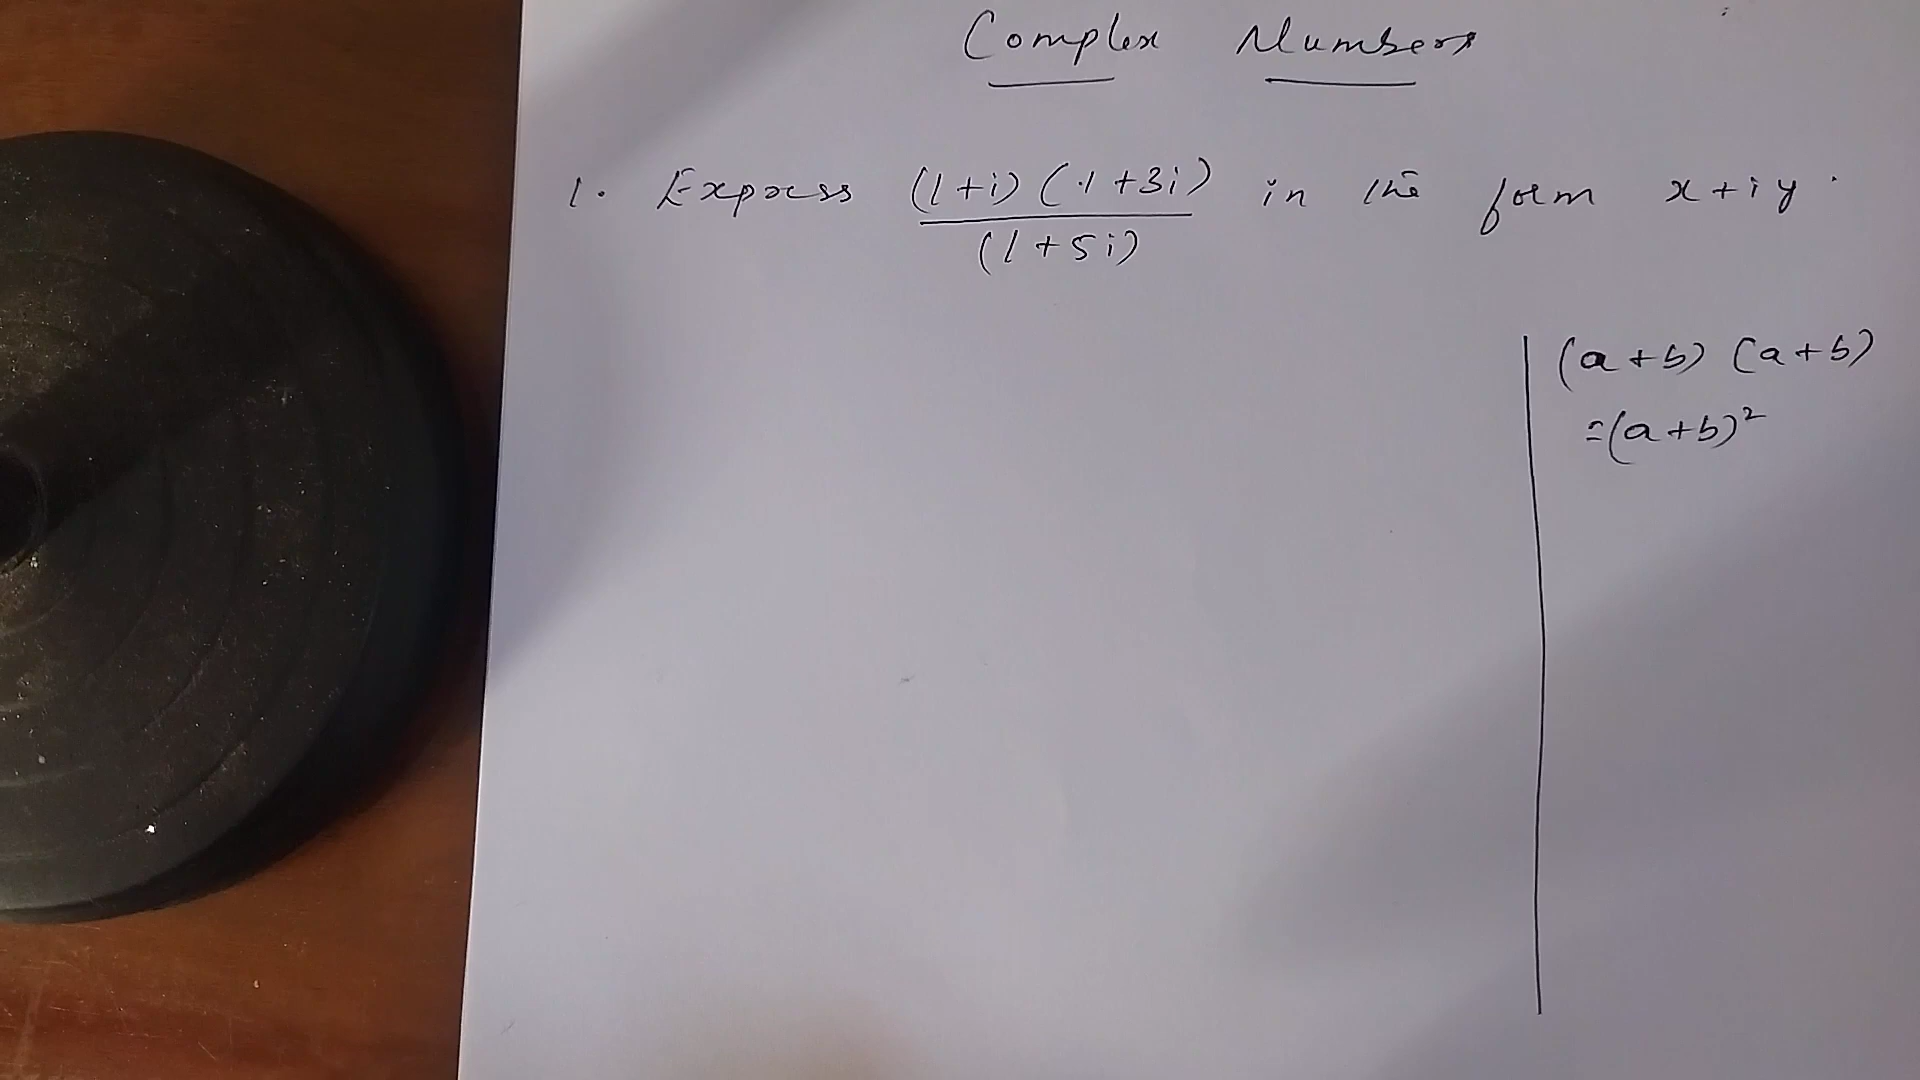 Complex Numbers
1. Express (1+i) (1+3i) / (1+5i) in the form x+iy.
(a+b) (a+b)
=(a+b)²